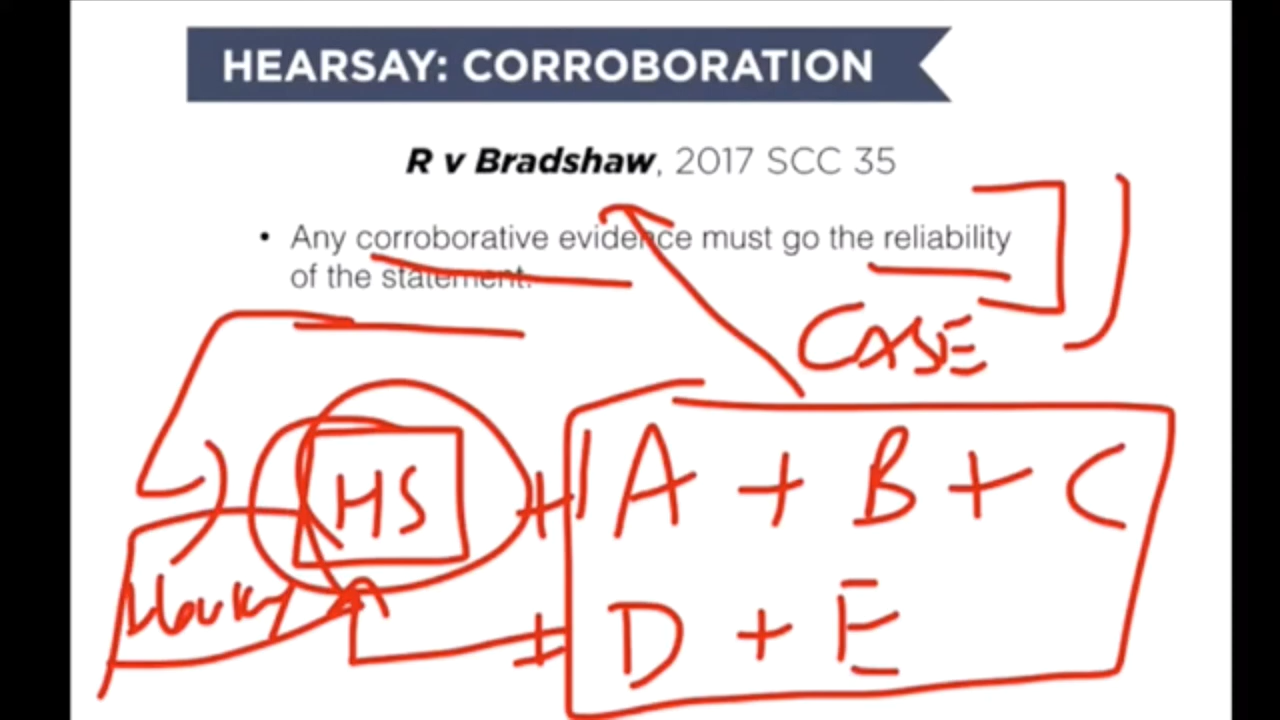 HEARSAY: CORROBORATION
R v Bradshaw, 2017 SCC 35
• Any corroborative evidence must go the reliability
of the statement.
CASE
HS + A + B + C
+ D + E